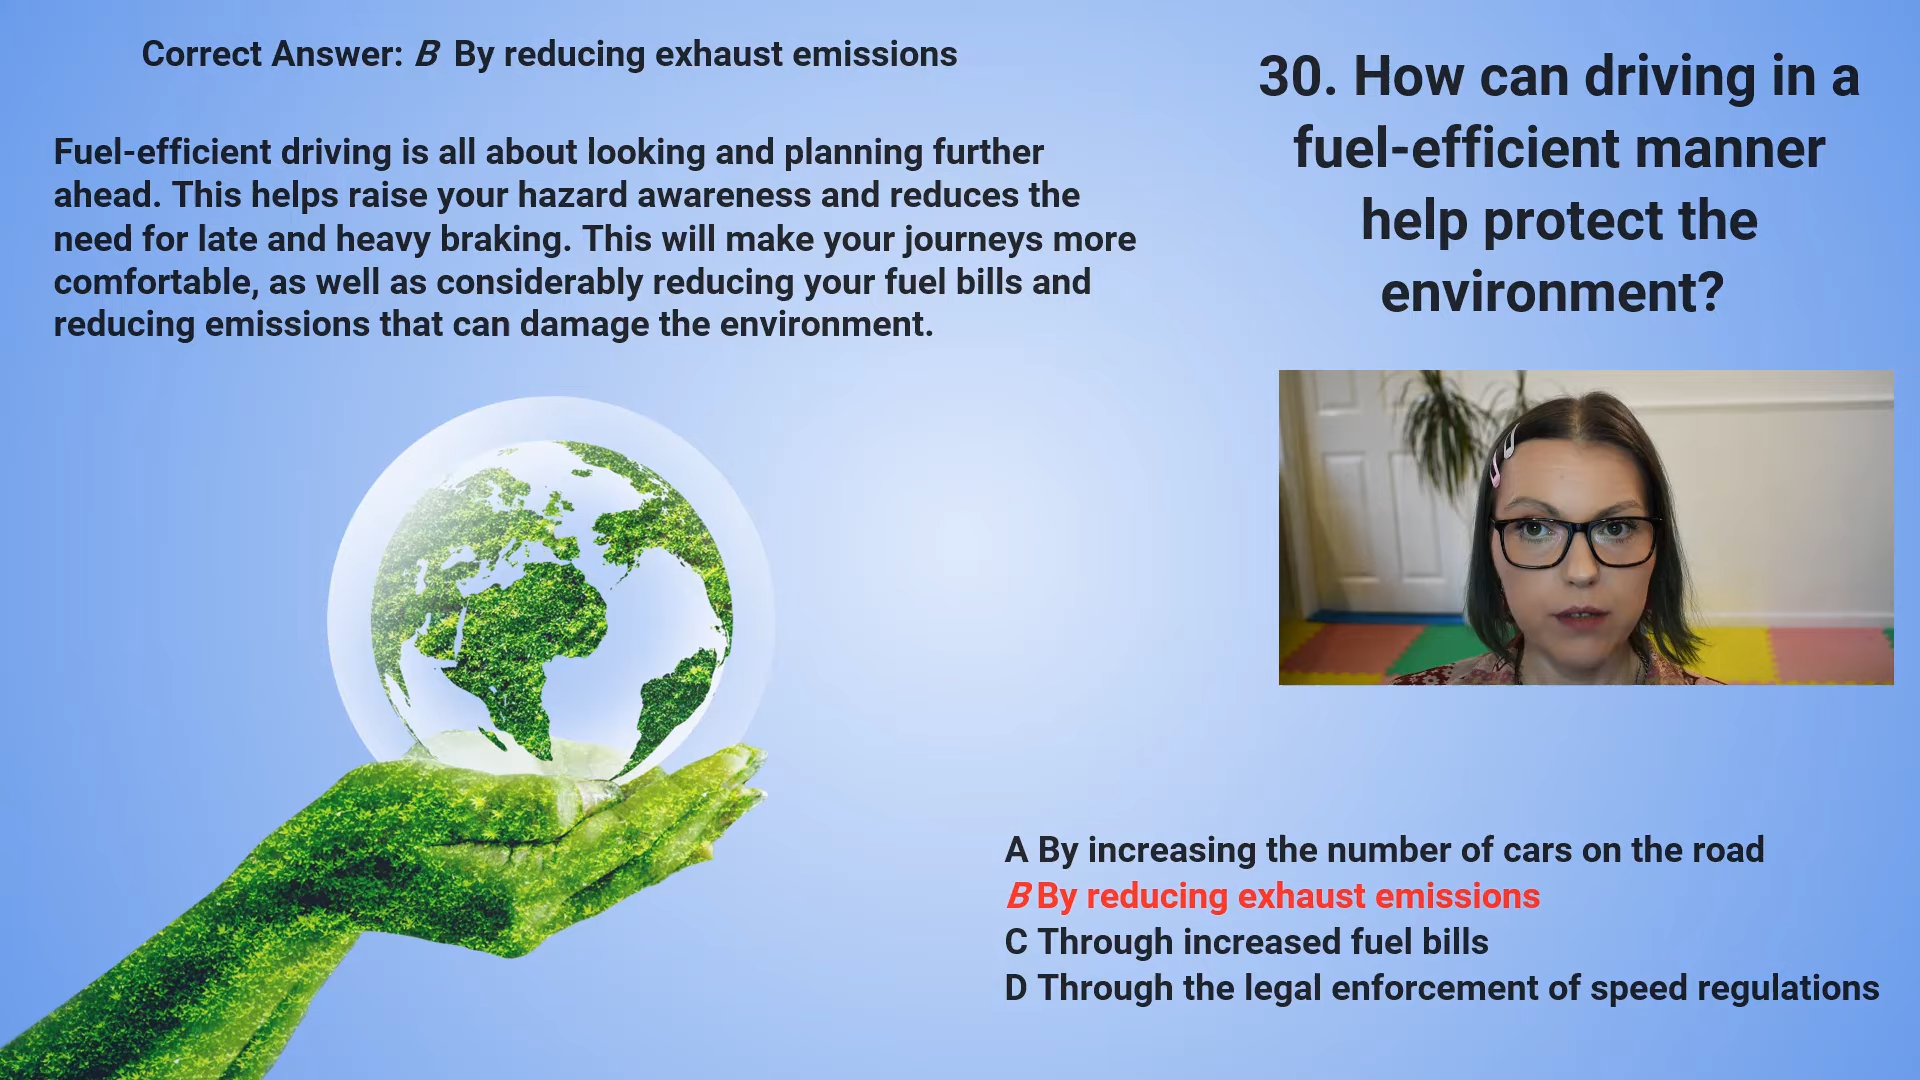 Correct Answer: B By reducing exhaust emissions
Fuel-efficient driving is all about looking and planning further
ahead. This helps raise your hazard awareness and reduces the
need for late and heavy braking. This will make your journeys more
comfortable, as well as considerably reducing your fuel bills and
reducing emissions that can damage the environment.
30. How can driving in a
fuel-efficient manner
help protect the
environment?
A By increasing the number of cars on the road
B By reducing exhaust emissions
C Through increased fuel bills
D Through the legal enforcement of speed regulations